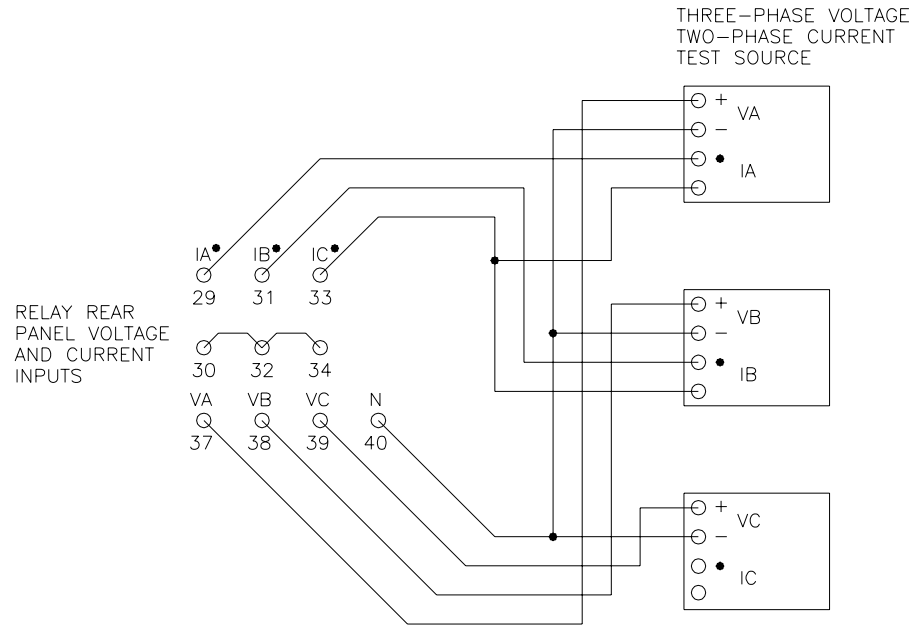 THREE-PHASE VOLTAGE
TWO-PHASE CURRENT
TEST SOURCE
+ VA
-
IA
IA IB IC
29 31 33
RELAY REAR
PANEL VOLTAGE
AND CURRENT
INPUTS
30 32 34
VA VB VC N
37 38 39 40
+ VB
-
IB
+ VC
-
IC